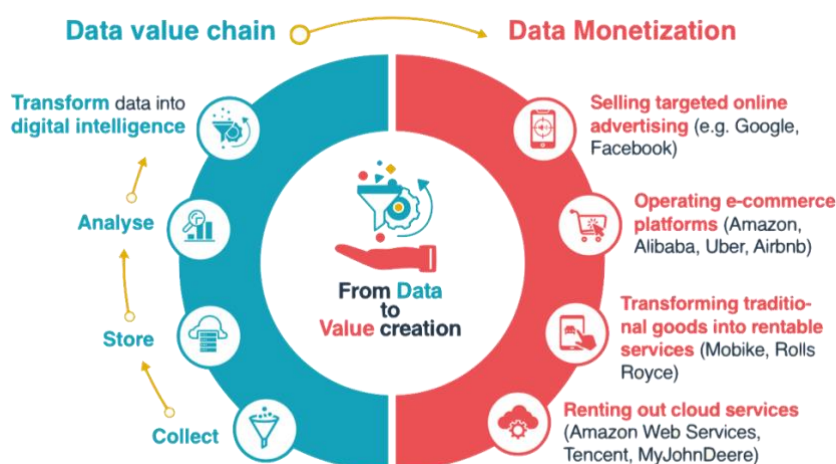 Data value chain
Data Monetization
Transform data into
digital intelligence
Analyse
Store
Collect
From Data
to
Value creation
Selling targeted online
advertising (e.g. Google,
Facebook)
Operating e-commerce
platforms (Amazon,
Alibaba, Uber, Airbnb)
Transforming traditio-
nal goods into rentable
services (Mobike, Rolls
Royce)
Renting out cloud services
(Amazon Web Services,
Tencent, MyJohnDeere)